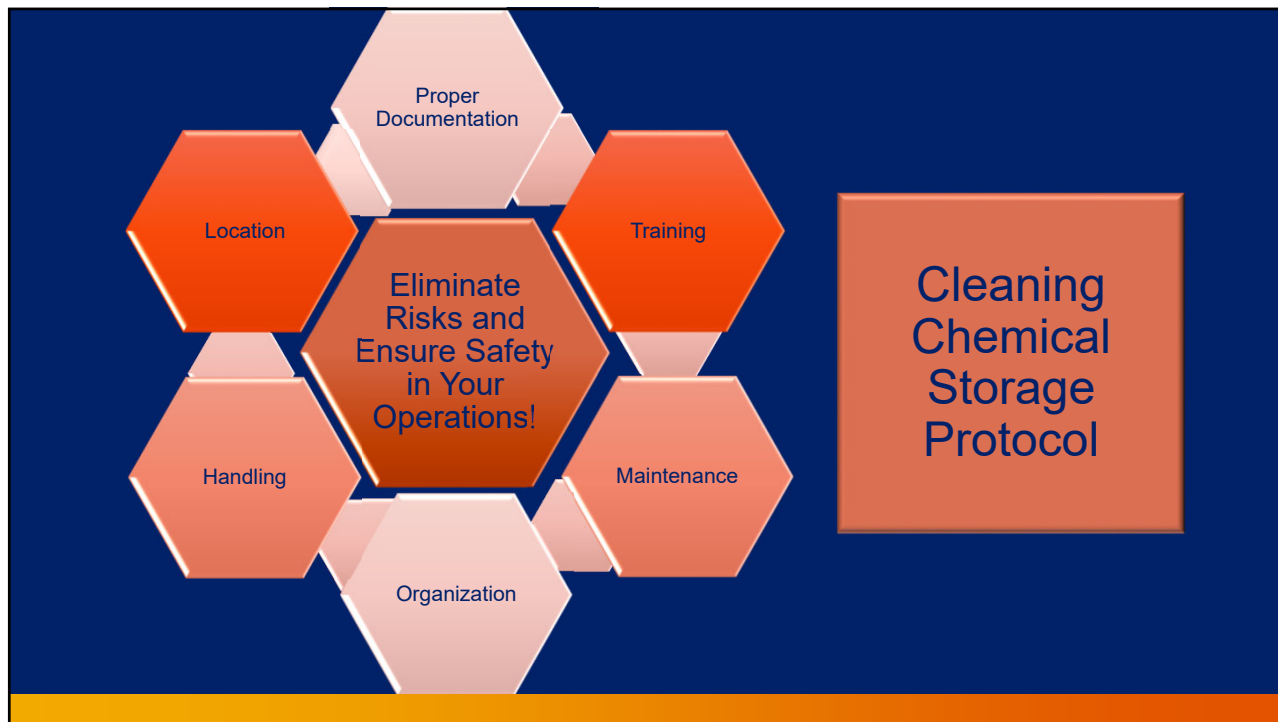 Proper
Documentation
Location
Training
Eliminate
Risks and
Ensure Safety
in Your
Operations!
Handling
Maintenance
Organization
Cleaning
Chemical
Storage
Protocol